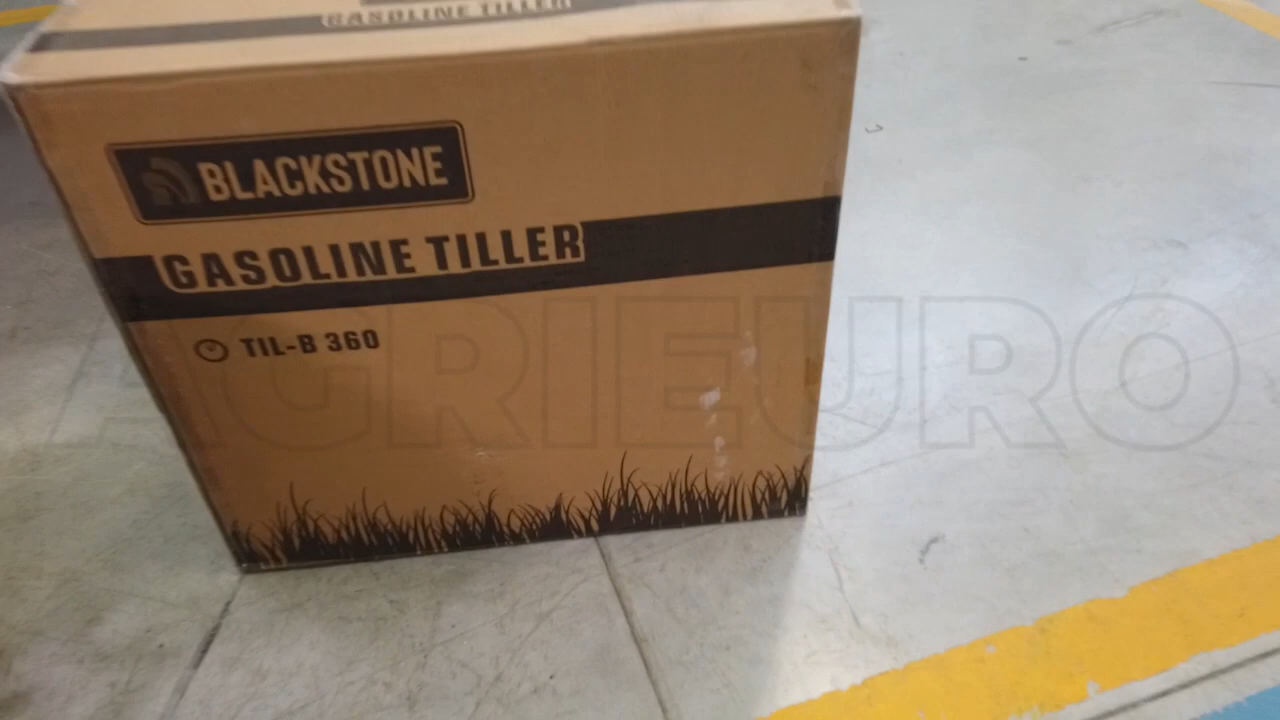 GASOLINE TILLER
BLACKSTONE
GASOLINE TILLER
TIL-B 360
AGRIEURO